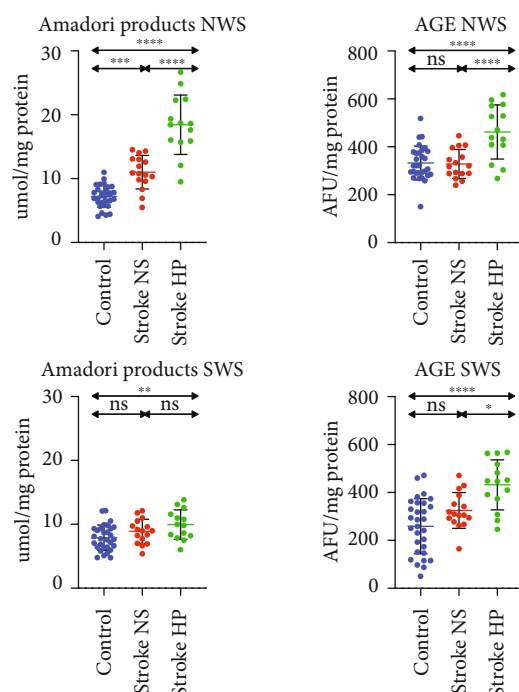 Amadori products NWS
****
*** ****
umol/mg protein
30
20
10
0
Control
Stroke NS
Stroke HP
AGE NWS
****
ns ****
AFU/mg protein
800
600
400
200
0
Control
Stroke NS
Stroke HP
Amadori products SWS
**
ns ns
umol/mg protein
30
20
10
0
Control
Stroke NS
Stroke HP
AGE SWS
****
ns *
AFU/mg protein
800
600
400
200
0
Control
Stroke NS
Stroke HP